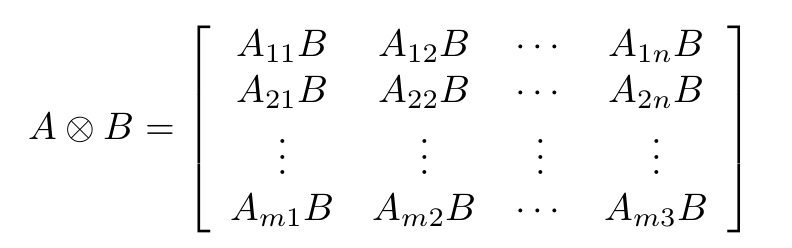 A ⊗ B = [ A₁₁B A₁₂B ⋯ A₁ₙB
A₂₁B A₂₂B ⋯ A₂ₙB
⋮ ⋮ ⋮ ⋮
Aₘ₁B Aₘ₂B ⋯ Aₘ₃B ]